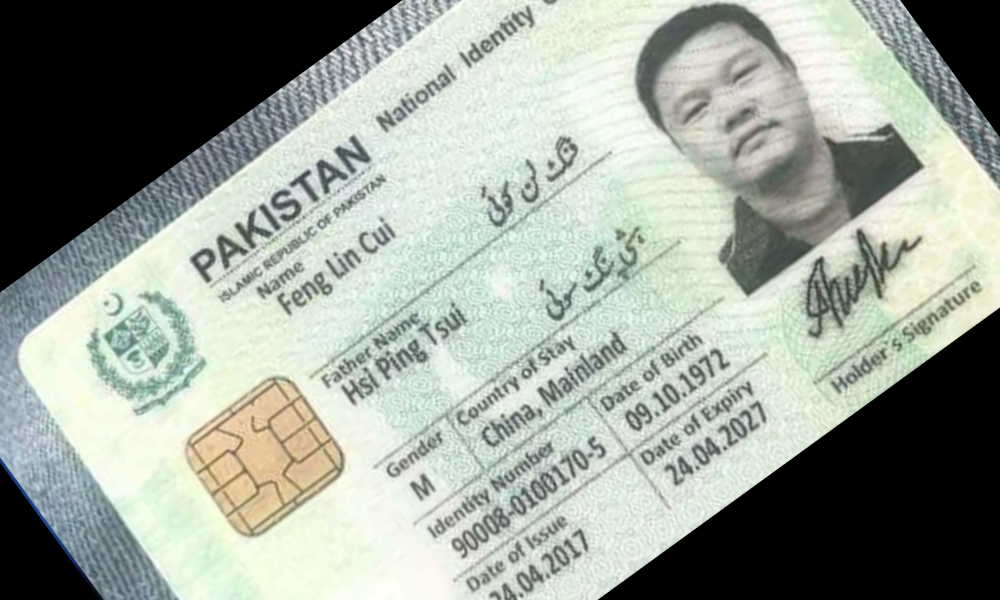 PAKISTAN National Identity
ISLAMIC REPUBLIC OF PAKISTAN
Name
Feng Lin Cui
فنگ لن کوئی
Father Name
Hsi Ping Tsui
ہسی پنگ سوئی
Gender
M
Country of Stay
China, Mainland
Identity Number
90008-0100170-5
Date of Birth
09.10.1972
Date of Issue
24.04.2017
Date of Expiry
24.04.2027
Holder's Signature